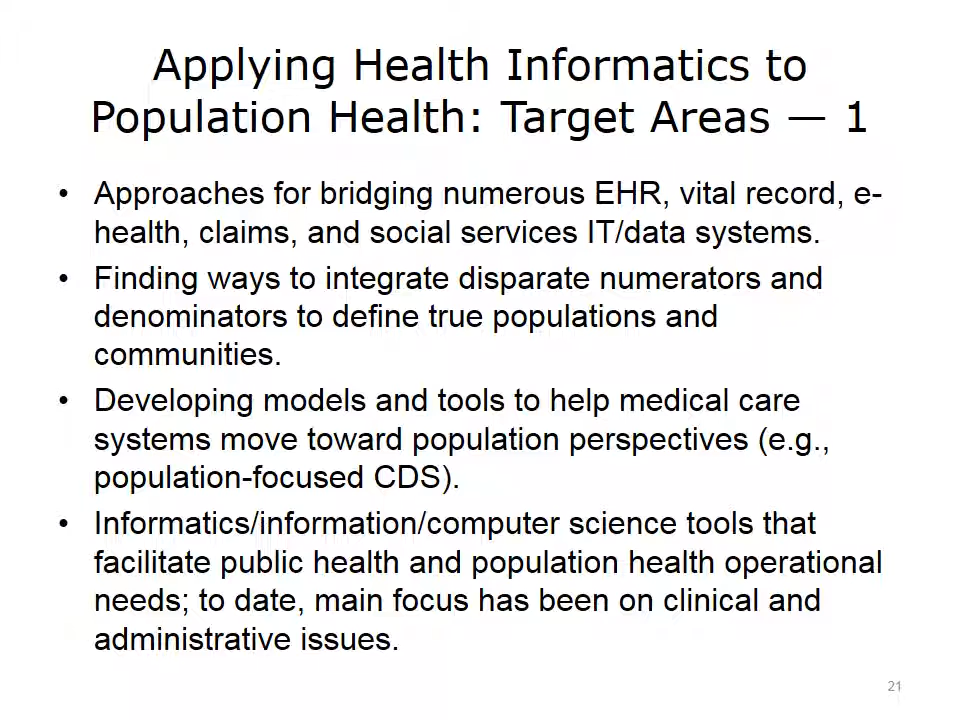 Applying Health Informatics to
Population Health: Target Areas — 1
• Approaches for bridging numerous EHR, vital record, e-
health, claims, and social services IT/data systems.
• Finding ways to integrate disparate numerators and
denominators to define true populations and
communities.
• Developing models and tools to help medical care
systems move toward population perspectives (e.g.,
population-focused CDS).
• Informatics/information/computer science tools that
facilitate public health and population health operational
needs; to date, main focus has been on clinical and
administrative issues.
21